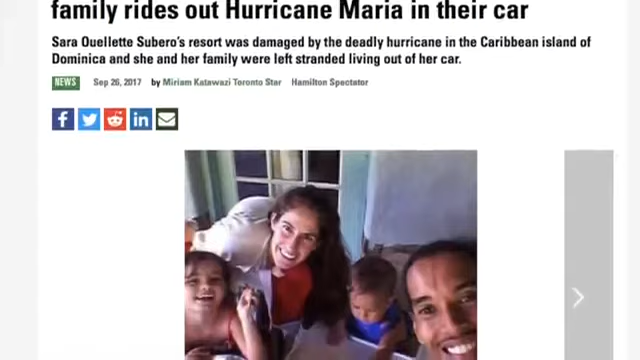 family rides out Hurricane Maria in their car
Sara Ouellette Subero's resort was damaged by the deadly hurricane in the Caribbean island of
Dominica and she and her family were left stranded living out of her car.
NEWS Sep 26, 2017 by Miriam Katawazi Toronto Star Hamilton Spectator
f in